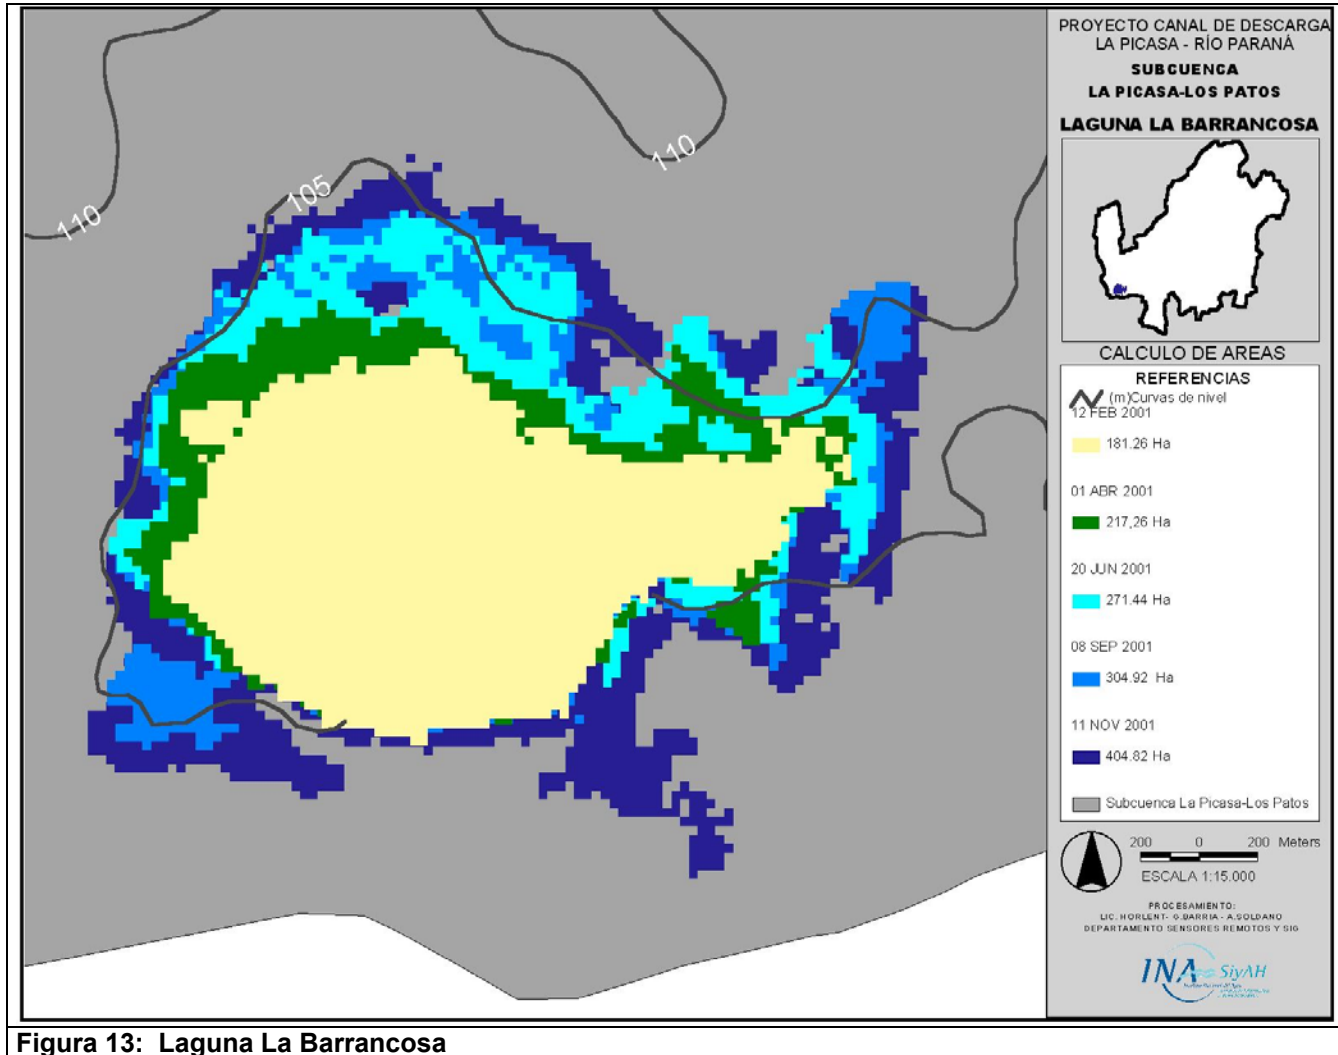 110
105
110
PROYECTO CANAL DE DESCARGA
LA PICASA - RÍO PARANÁ
SUBCUENCA
LA PICASA-LOS PATOS
LAGUNA LA BARRANCOSA
CALCULO DE AREAS
REFERENCIAS
(m)Curvas de nivel
12 FEB 2001
181.26 Ha
01 ABR 2001
217,26 Ha
20 JUN 2001
271.44 Ha
08 SEP 2001
304.92 Ha
11 NOV 2001
404.82 Ha
Subcuenca La Picasa-Los Patos
200 0 200 Meters
ESCALA 1:15.000
PROCESAMIENTO:
LIC. HORLENT- G.BARRIA - A.SOLDANO
DEPARTAMENTO SENSORES REMOTOS Y SIG
INA SiyAH
Figura 13: Laguna La Barrancosa